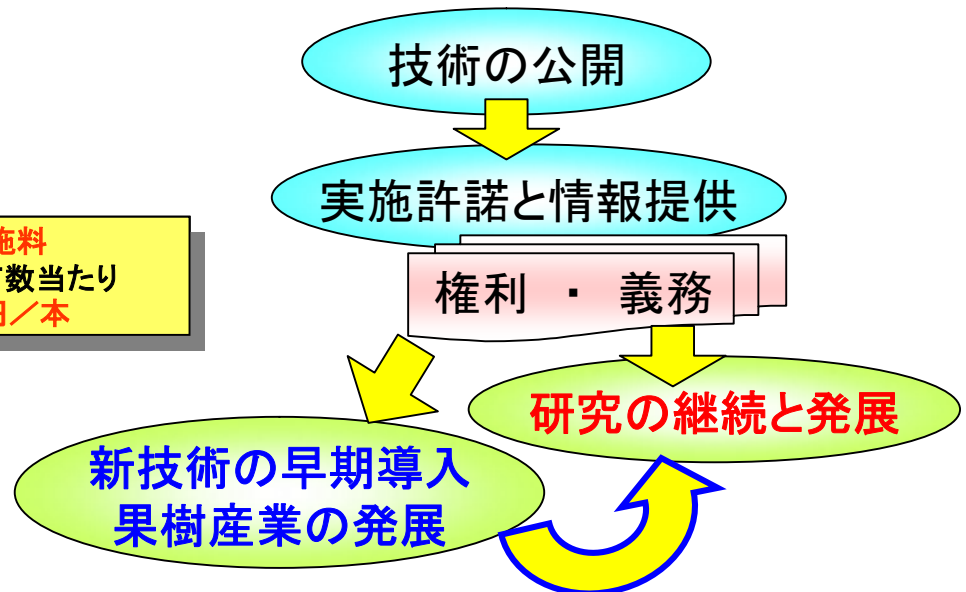 技術の公開
実施許諾と情報提供
施料
数当たり
円／本
権利 ・ 義務
研究の継続と発展
新技術の早期導入
果樹産業の発展